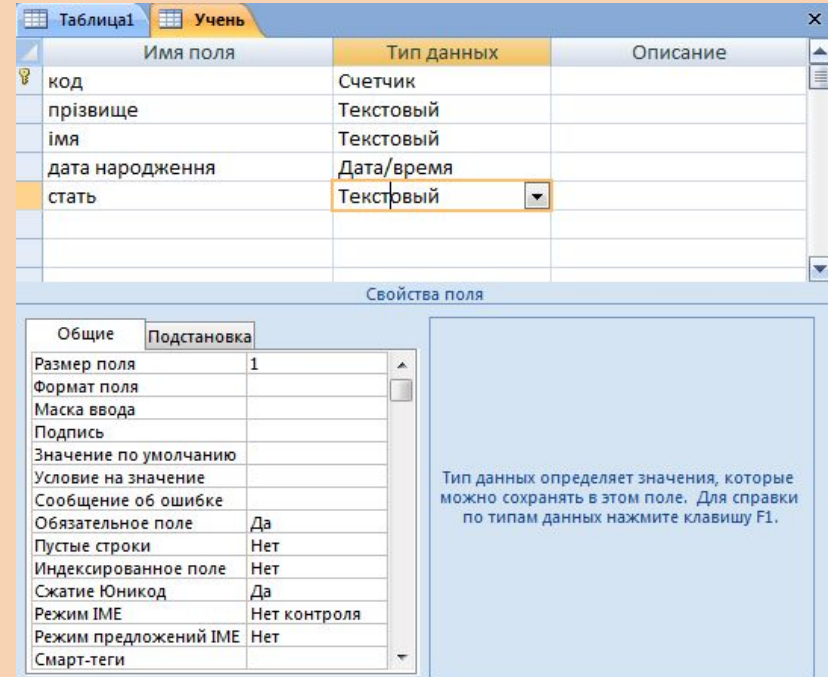 Таблица1 Учень
Имя поля Тип данных Описание
код Счетчик
прізвище Текстовый
імя Текстовый
дата народження Дата/время
стать Текстовый
Свойства поля
Общие Подстановка
Размер поля 1
Формат поля
Маска ввода
Подпись
Значение по умолчанию
Условие на значение
Сообщение об ошибке
Обязательное поле Да
Пустые строки Нет
Индексированное поле Нет
Сжатие Юникод Да
Режим IME Нет контроля
Режим предложений IME Нет
Смарт-теги
Тип данных определяет значения, которые
можно сохранять в этом поле. Для справки
по типам данных нажмите клавишу F1.